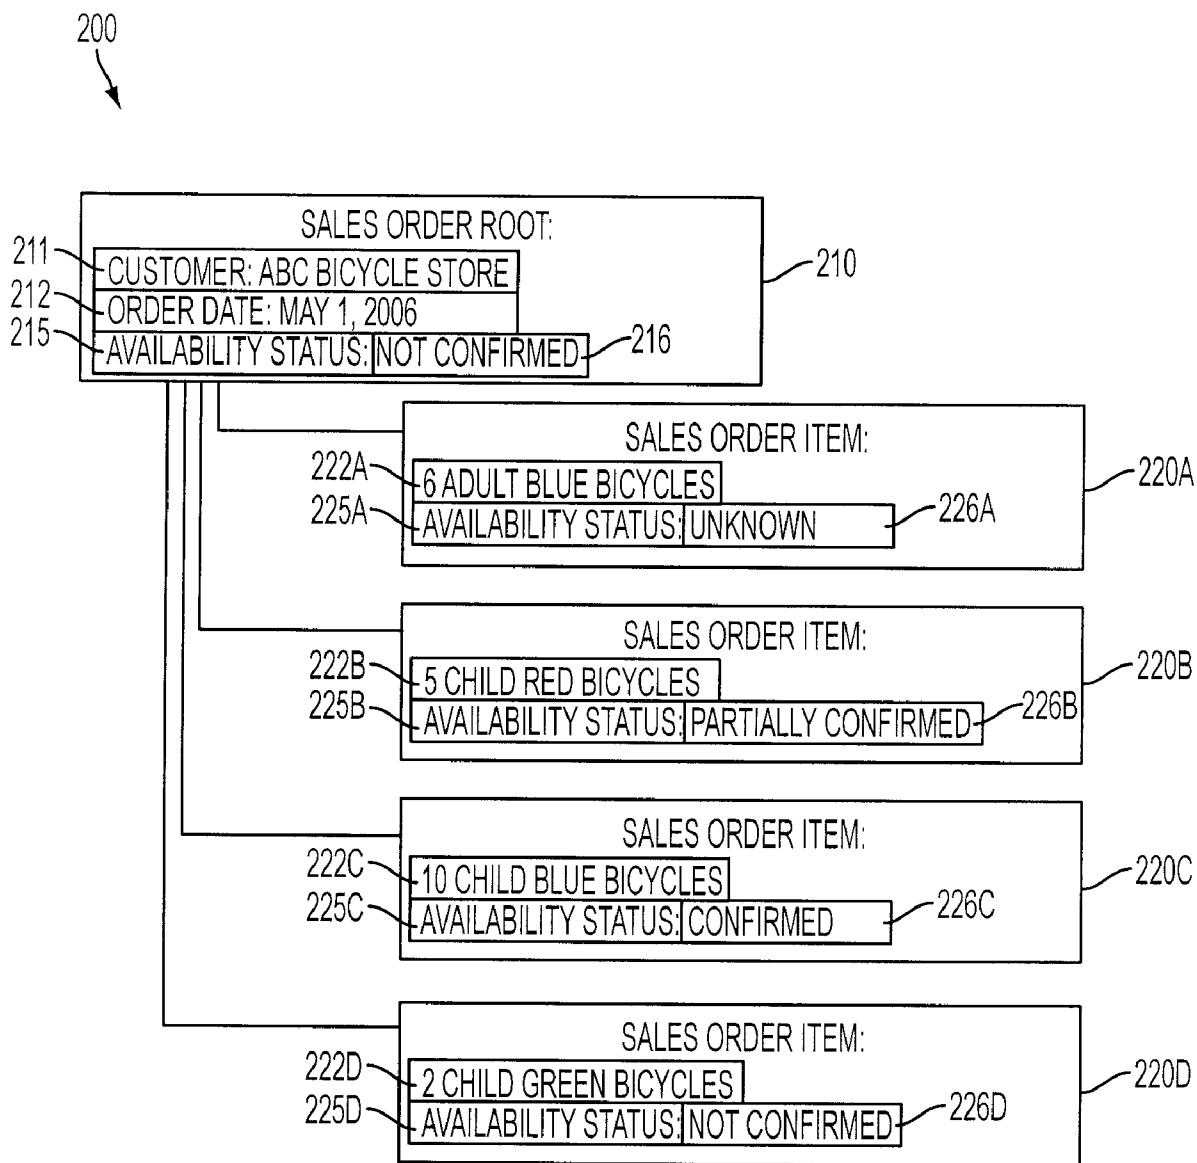 200
SALES ORDER ROOT:
211
CUSTOMER: ABC BICYCLE STORE
210
212
ORDER DATE: MAY 1, 2006
215
AVAILABILITY STATUS: NOT CONFIRMED
216
SALES ORDER ITEM:
222A
6 ADULT BLUE BICYCLES
220A
225A
AVAILABILITY STATUS: UNKNOWN
226A
SALES ORDER ITEM:
222B
5 CHILD RED BICYCLES
220B
225B
AVAILABILITY STATUS: PARTIALLY CONFIRMED
226B
SALES ORDER ITEM:
222C
10 CHILD BLUE BICYCLES
220C
225C
AVAILABILITY STATUS: CONFIRMED
226C
SALES ORDER ITEM:
222D
2 CHILD GREEN BICYCLES
220D
225D
AVAILABILITY STATUS: NOT CONFIRMED
226D